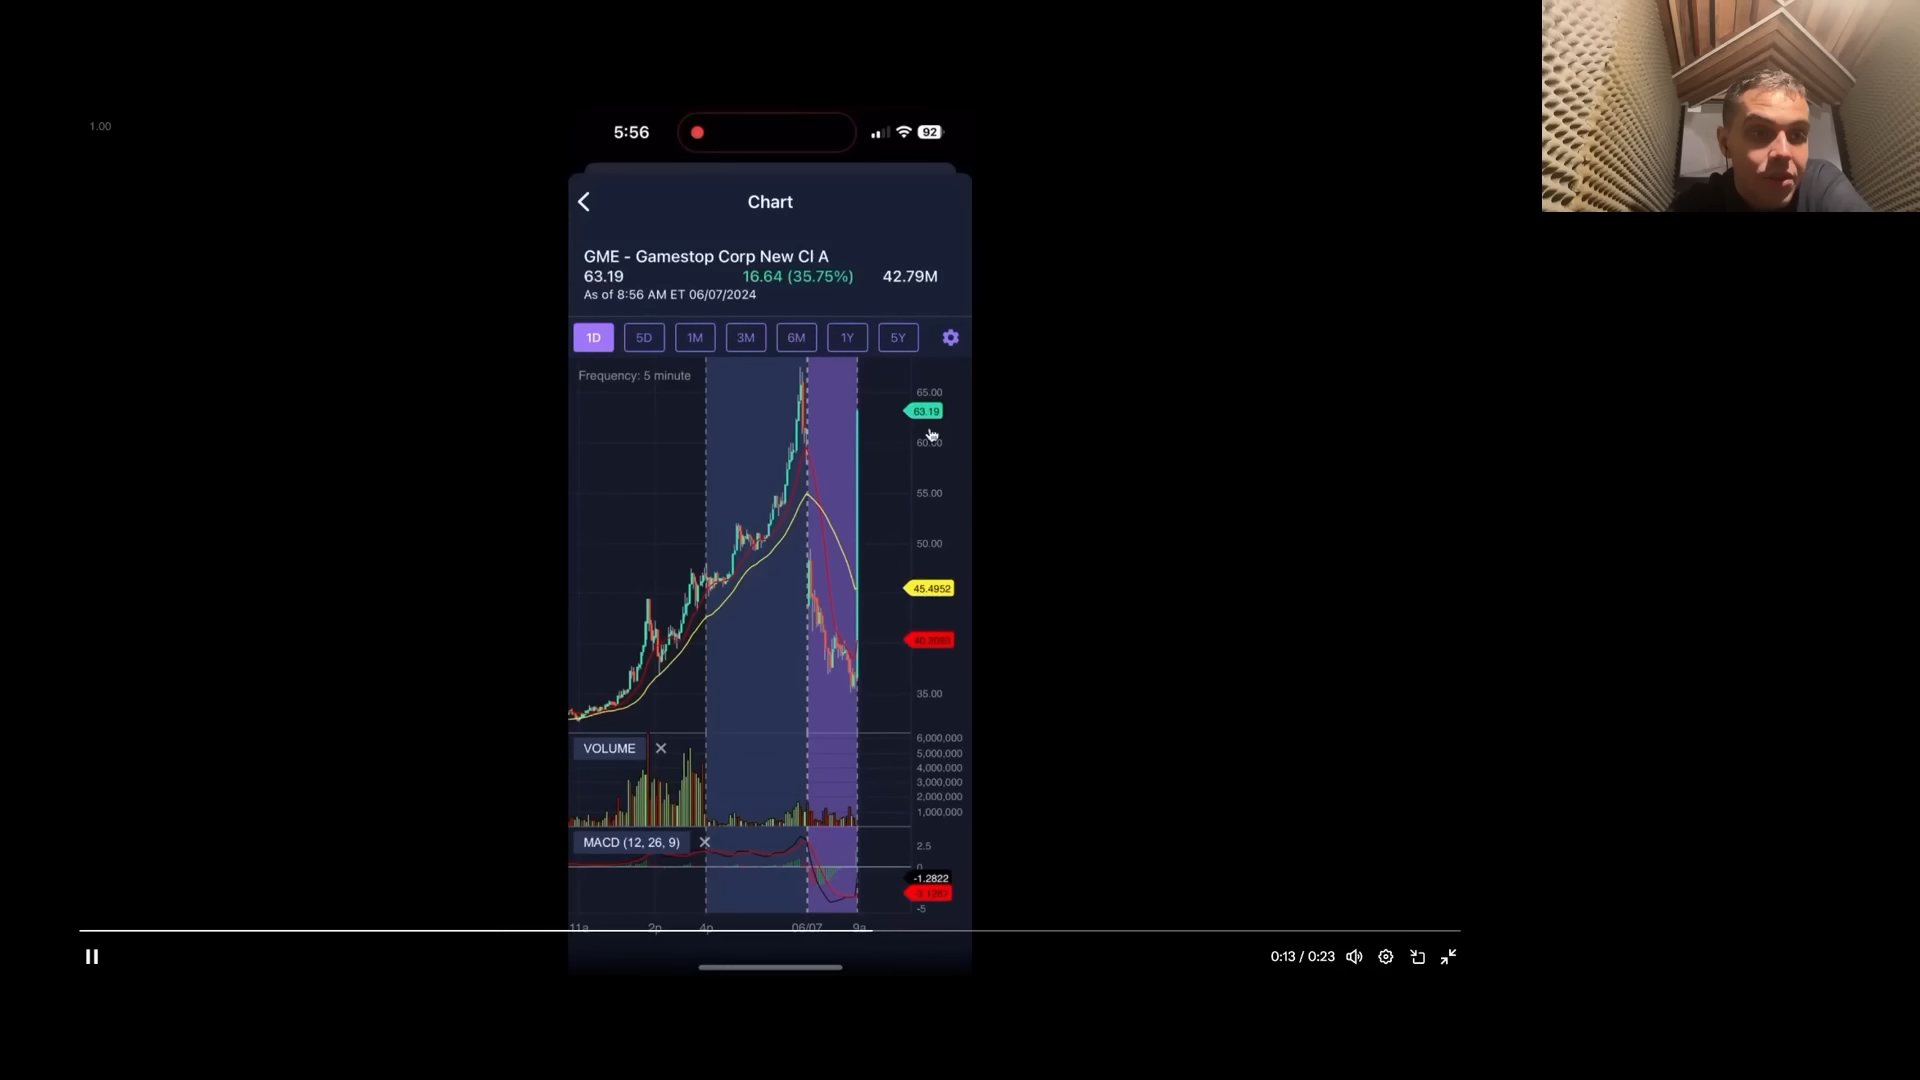 1.00
5:56
92
Chart
GME - Gamestop Corp New Cl A
63.19 16.64 (35.75%) 42.79M
As of 8:56 AM ET 06/07/2024
1D 5D 1M 3M 6M 1Y 5Y
Frequency: 5 minute
65.00
63.19
60.00
55.00
50.00
45.4952
35.00
VOLUME
6,000,000
5,000,000
4,000,000
3,000,000
2,000,000
1,000,000
MACD (12, 26, 9)
2.5
0
-1.2822
-5
11a 2p 4p 06/07 9a
0:13 / 0:23